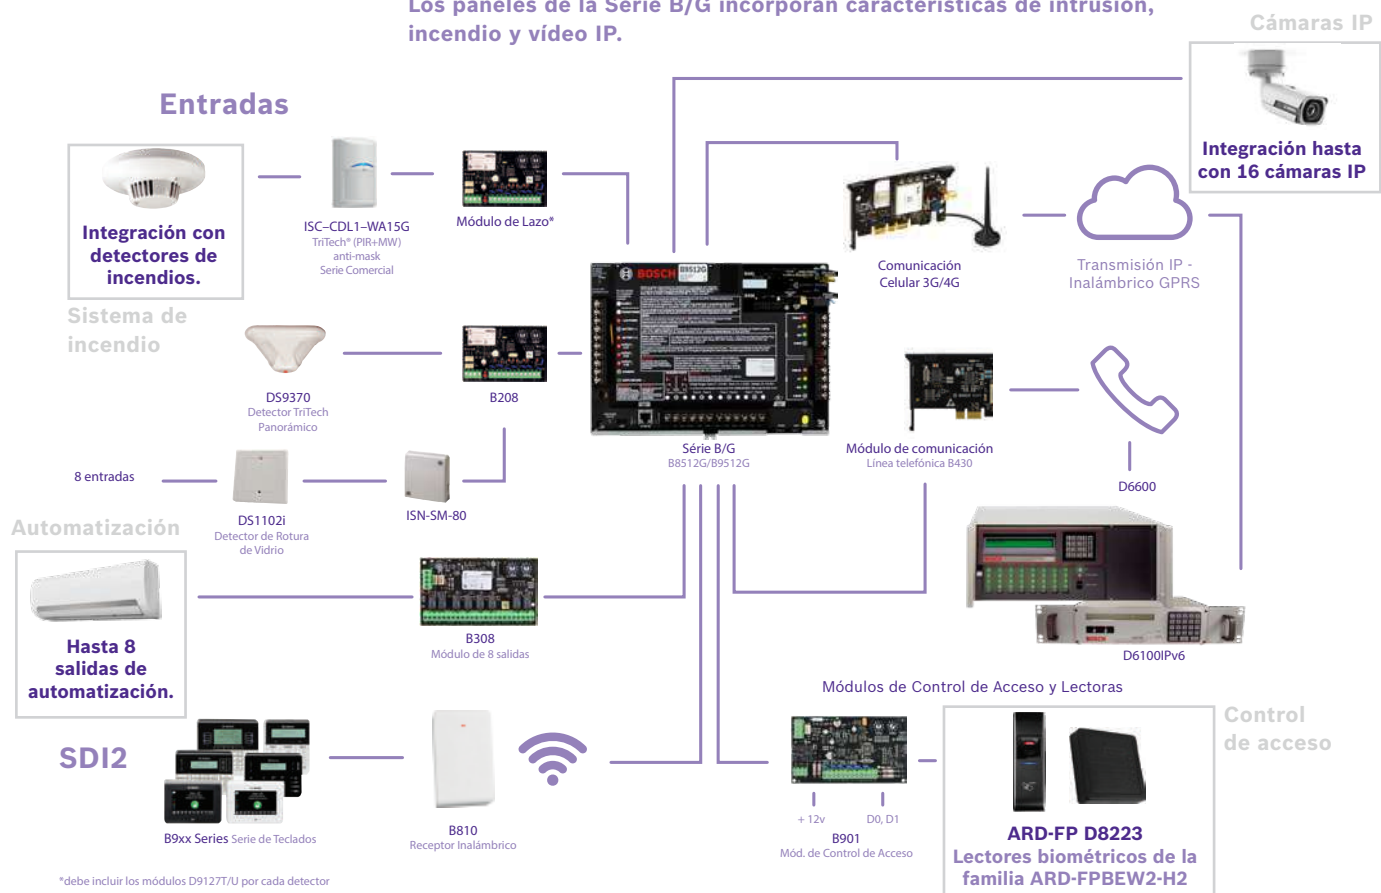 Los paneles de la Serie B/G incorporan características de intrusión,
incendio y vídeo IP.
Cámaras IP
Integración hasta
con 16 cámaras IP
Entradas
Integración con
detectores de
incendios.
Sistema de
incendio
ISC–CDL1–WA15G
TriTech® (PIR+MW)
anti-mask
Serie Comercial
Módulo de Lazo*
DS9370
Detector TriTech
Panorámico
B208
8 entradas
DS1102i
Detector de Rotura
de Vidrio
ISN-SM-80
BOSCH
B9512G
Série B/G
B8512G/B9512G
Comunicación
Celular 3G/4G
Transmisión IP -
Inalámbrico GPRS
Módulo de comunicación
Línea telefónica B430
D6600
D6100IPv6
Automatización
Hasta 8
salidas de
automatización.
B308
Módulo de 8 salidas
SDI2
B9xx Series Serie de Teclados
B810
Receptor Inalámbrico
Módulos de Control de Acceso y Lectoras
+ 12v
D0, D1
B901
Mód. de Control de Acceso
Control
de acceso
ARD-FP D8223
Lectores biométricos de la
familia ARD-FPBEW2-H2
*debe incluir los módulos D9127T/U por cada detector